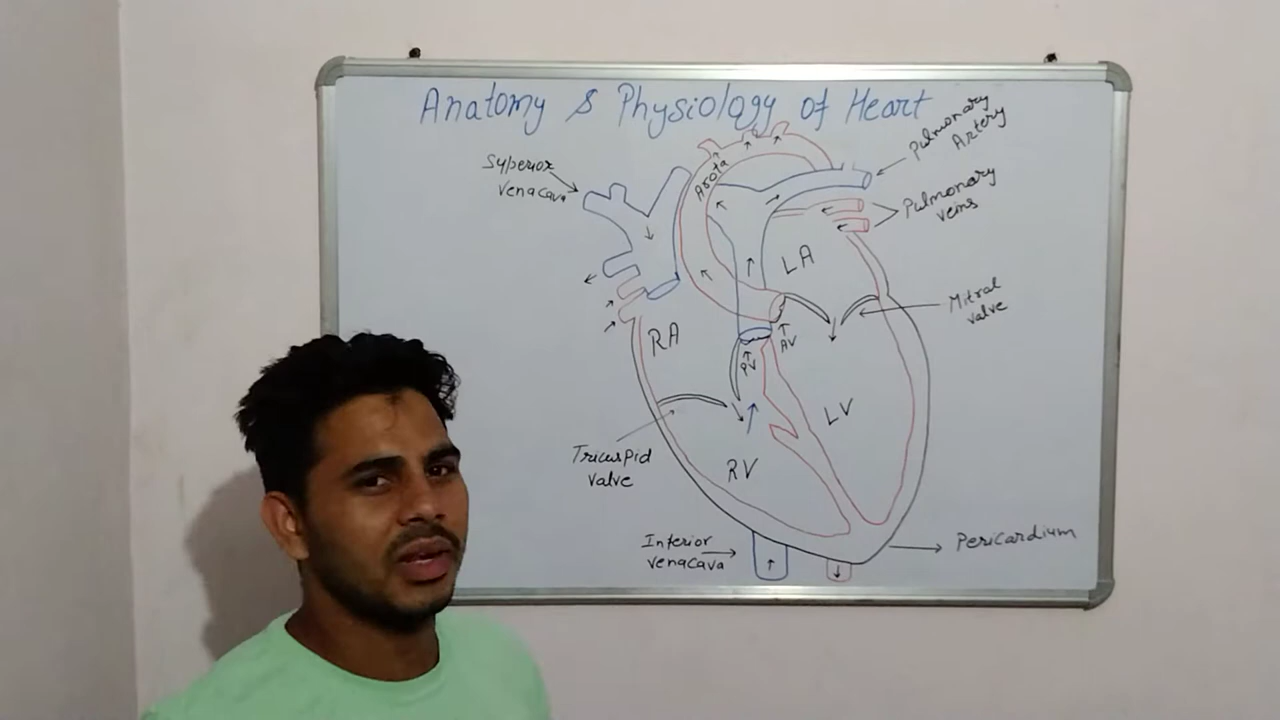 Anatomy & Physiology of Heart
Superior
venacava
Arota
Pulmonary
Artery
Pulmonary
veins
LA
Mitral
valve
RA
AV
PV
LV
Tricuspid
valve
RV
Inferior
venacava
Pericardium